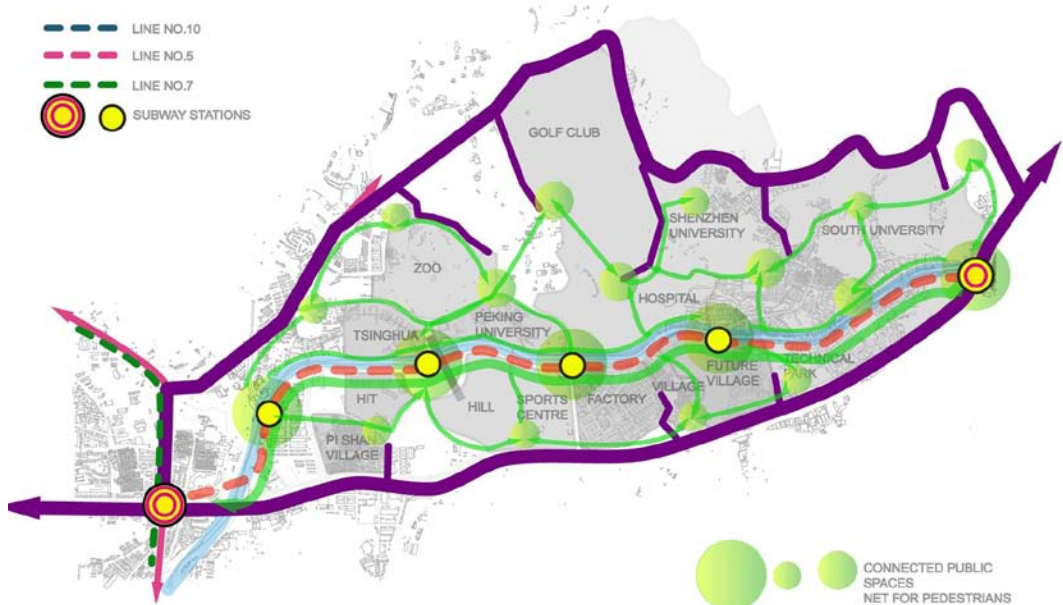 LINE NO.10
LINE NO.5
LINE NO.7
SUBWAY STATIONS
GOLF CLUB
SHENZHEN
UNIVERSITY
SOUTH UNIVERSITY
ZOO
HOSPITAL
PEKING
UNIVERSITY
TSINGHUA
FUTURE
VILLAGE
TECHNICAL
PARK
HIT
HILL
SPORTS
CENTRE
FACTORY
VILLAGE
PI SHAN
VILLAGE
CONNECTED PUBLIC
SPACES
NET FOR PEDESTRIANS